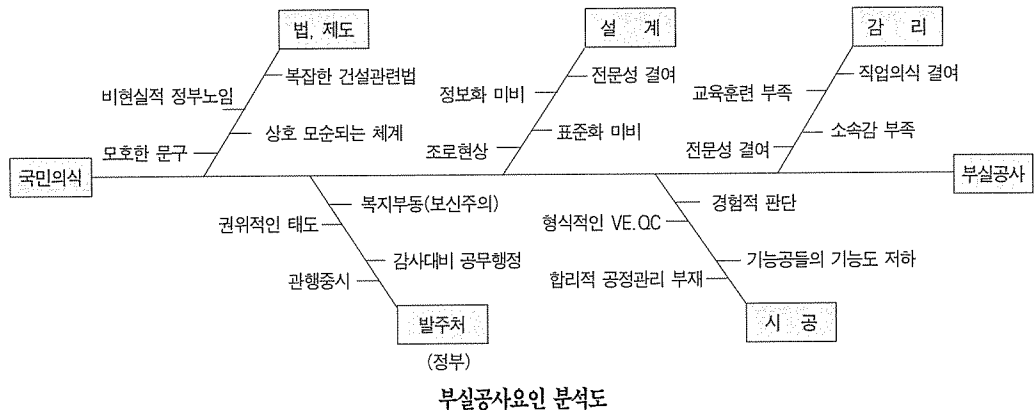 법, 제도
설 계
감 리
복잡한 건설관련법
비현실적 정부노임
상호 모순되는 체계
모호한 문구
전문성 결여
정보화 미비
표준화 미비
조로현상
직업의식 결여
교육훈련 부족
소속감 부족
전문성 결여
국민의식
부실공사
복지부동(보신주의)
권위적인 태도
감사대비 공무행정
관행중시
발주처
(정부)
경험적 판단
형식적인 VE.QC
기능공들의 기능도 저하
합리적 공정관리 부재
시 공
부실공사요인 분석도